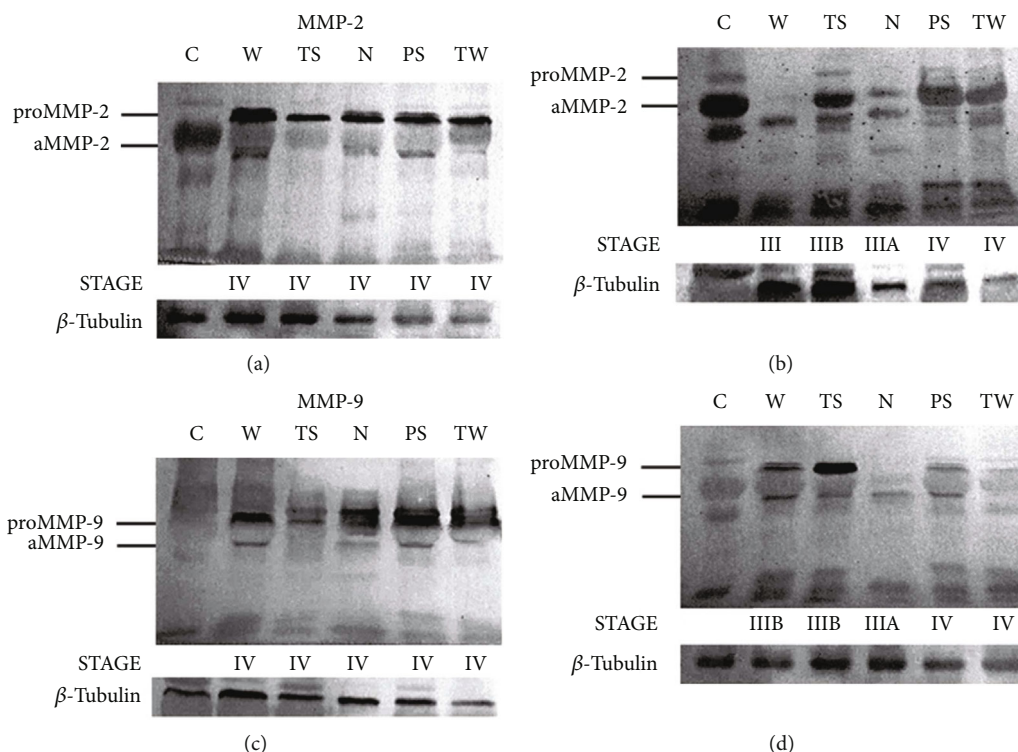 MMP-2
C W TS N PS TW
proMMP-2
aMMP-2
STAGE IV IV IV IV IV
β-Tubulin
(a)
C W TS N PS TW
proMMP-2
aMMP-2
STAGE III IIIB IIIA IV IV
β-Tubulin
(b)
MMP-9
C W TS N PS TW
proMMP-9
aMMP-9
STAGE IV IV IV IV IV
β-Tubulin
(c)
C W TS N PS TW
proMMP-9
aMMP-9
STAGE IIIB IIIB IIIA IV IV
β-Tubulin
(d)